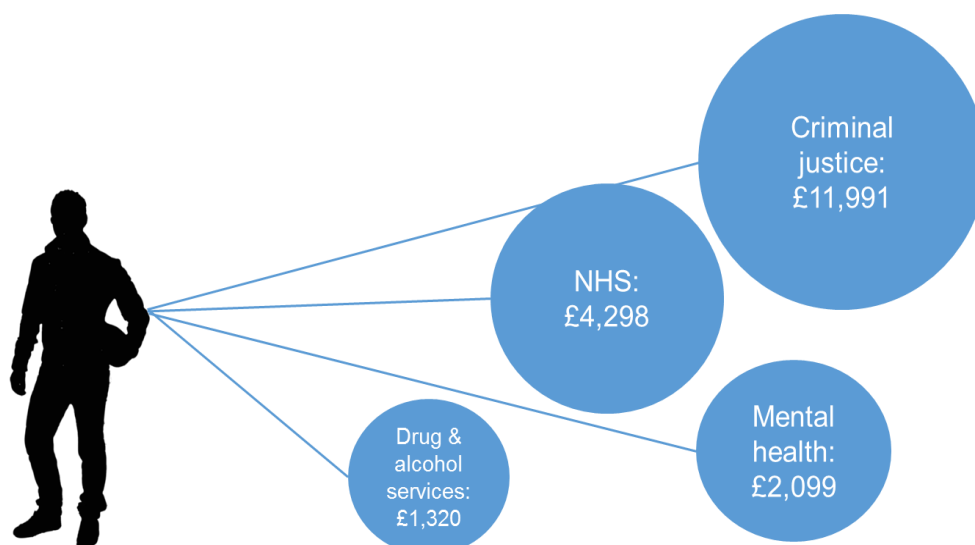 Criminal
justice:
£11,991
NHS:
£4,298
Mental
health:
£2,099
Drug &
alcohol
services:
£1,320